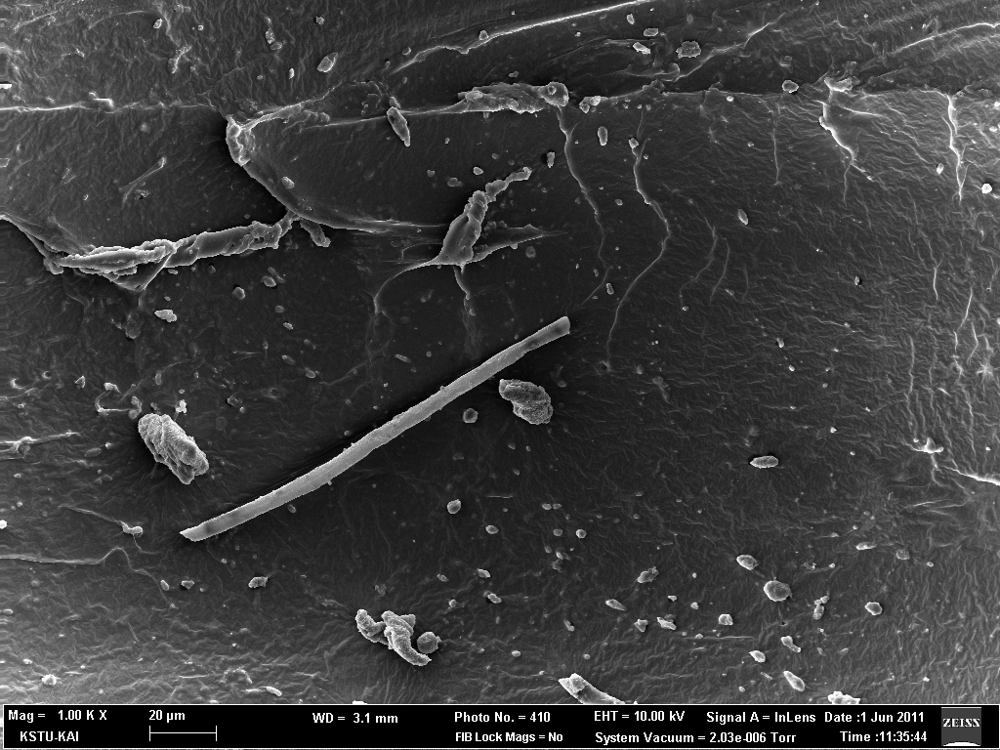 Mag = 1.00 K X 20 µm WD = 3.1 mm Photo No. = 410 EHT = 10.00 kV Signal A = InLens Date :1 Jun 2011 ZEISS
KSTU-KAI FIB Lock Mags = No System Vacuum = 2.03e-006 Torr Time :11:35:44